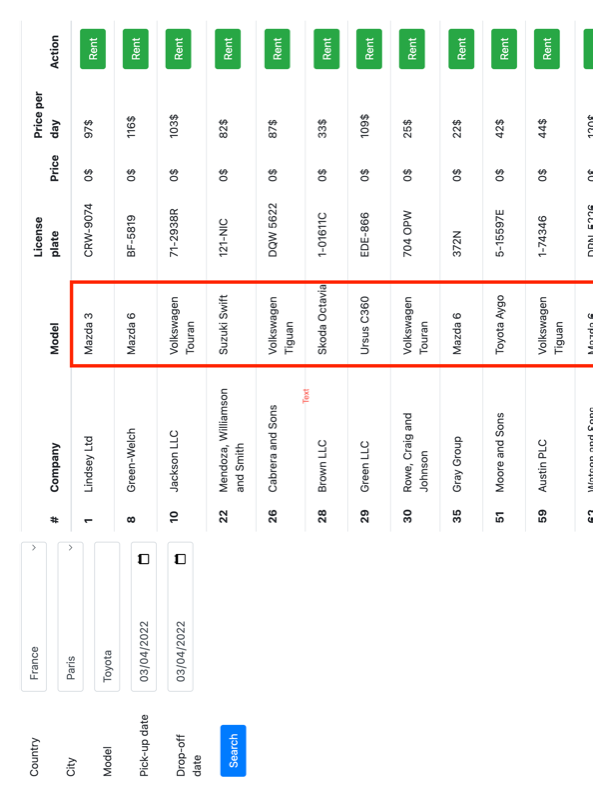 Country
France
City
Paris
Model
Toyota
Pick-up date
03/04/2022
Drop-off
date
03/04/2022
Search
# Company Model License plate Price Price per day Action
1 Lindsey Ltd Mazda 3 CRW-9074 0$ 97$ Rent
8 Green-Welch Mazda 6 BF-5819 0$ 116$ Rent
10 Jackson LLC Volkswagen Touran 71-2938R 0$ 103$ Rent
22 Mendoza, Williamson and Smith Suzuki Swift 121-NIC 0$ 82$ Rent
26 Cabrera and Sons Volkswagen Tiguan DQW 5622 0$ 87$ Rent
Text
28 Brown LLC Skoda Octavia 1-01611C 0$ 33$ Rent
29 Green LLC Ursus C360 EDE-866 0$ 109$ Rent
30 Rowe, Craig and Johnson Volkswagen Touran 704 OPW 0$ 25$ Rent
35 Gray Group Mazda 6 372N 0$ 22$ Rent
51 Moore and Sons Toyota Aygo 5-15597E 0$ 42$ Rent
59 Austin PLC Volkswagen Tiguan 1-74346 0$ 44$ Rent